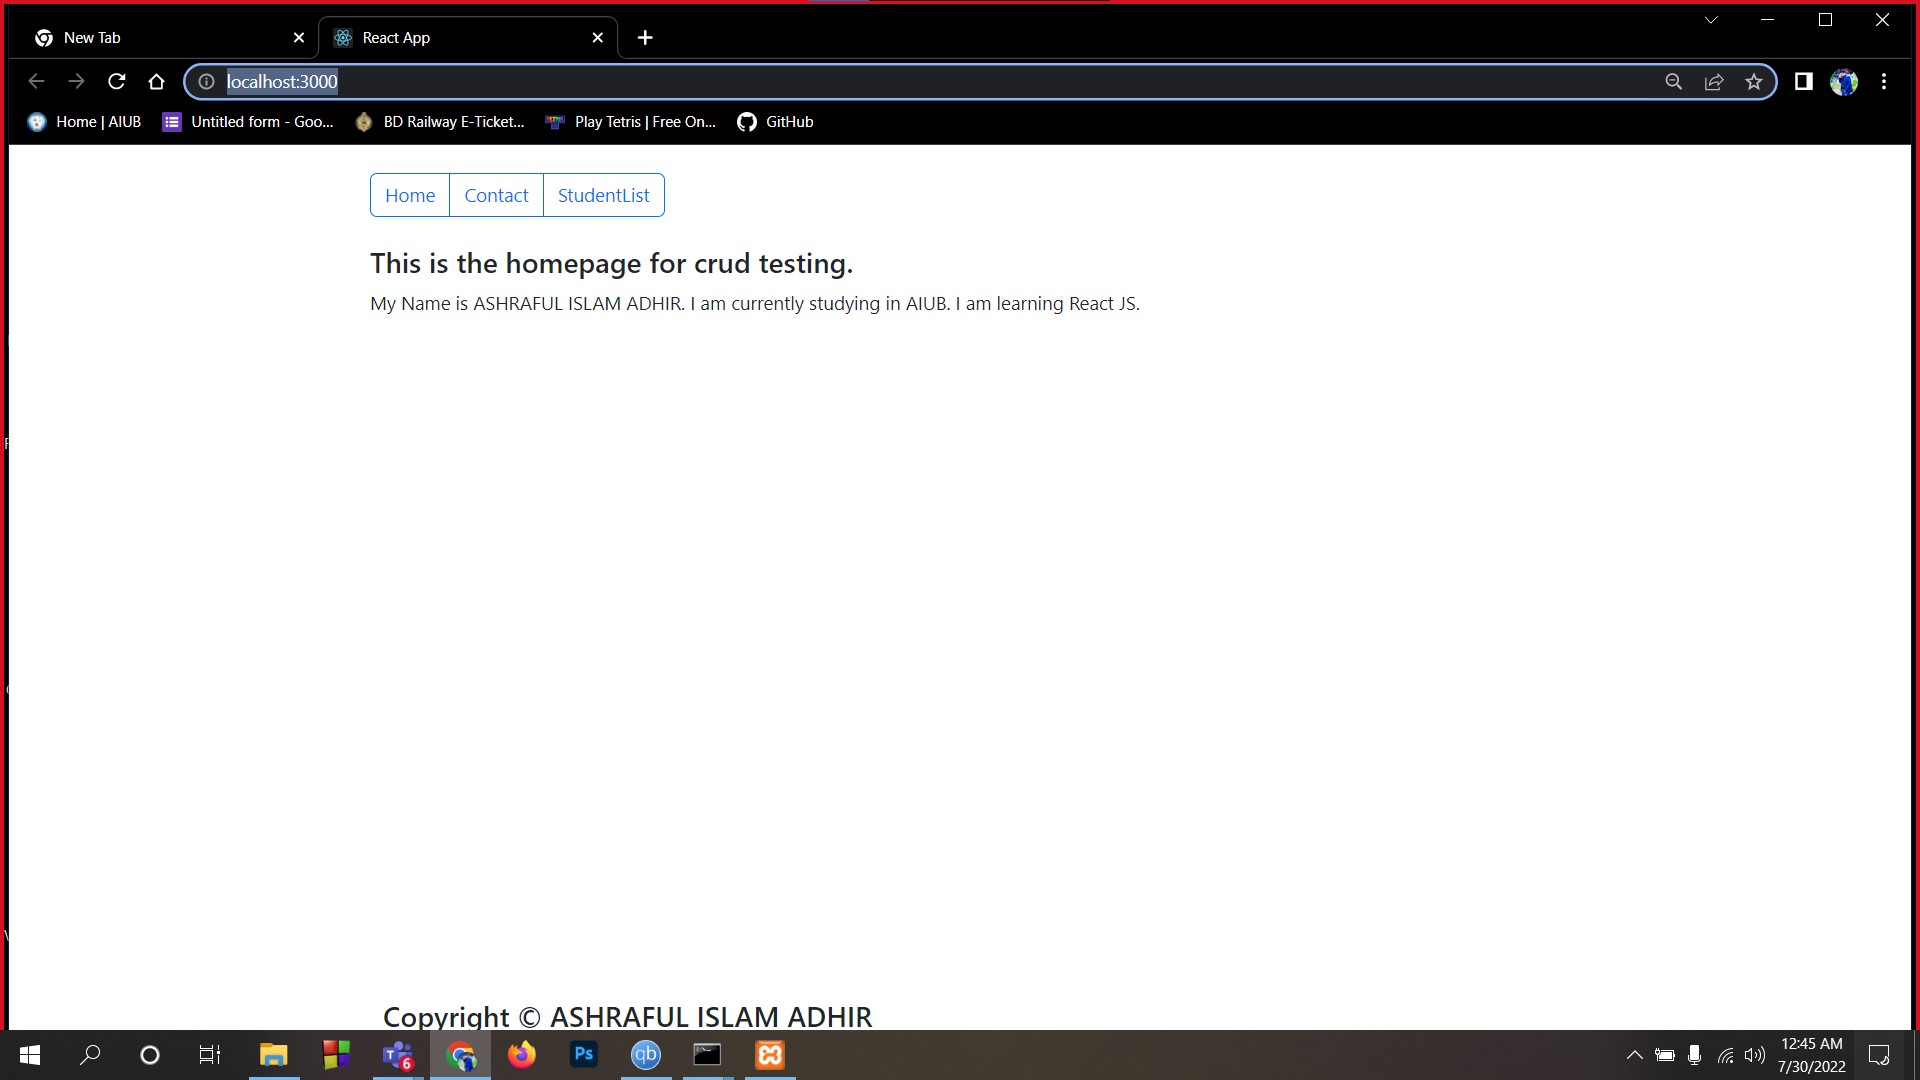 New Tab
React App
localhost:3000
Home | AIUB
Untitled form - Goo...
BD Railway E-Ticket...
Play Tetris | Free On...
GitHub
Home
Contact
StudentList
This is the homepage for crud testing.
My Name is ASHRAFUL ISLAM ADHIR. I am currently studying in AIUB. I am learning React JS.
Copyright © ASHRAFUL ISLAM ADHIR
T
6
Ps
qb
12:45 AM
7/30/2022